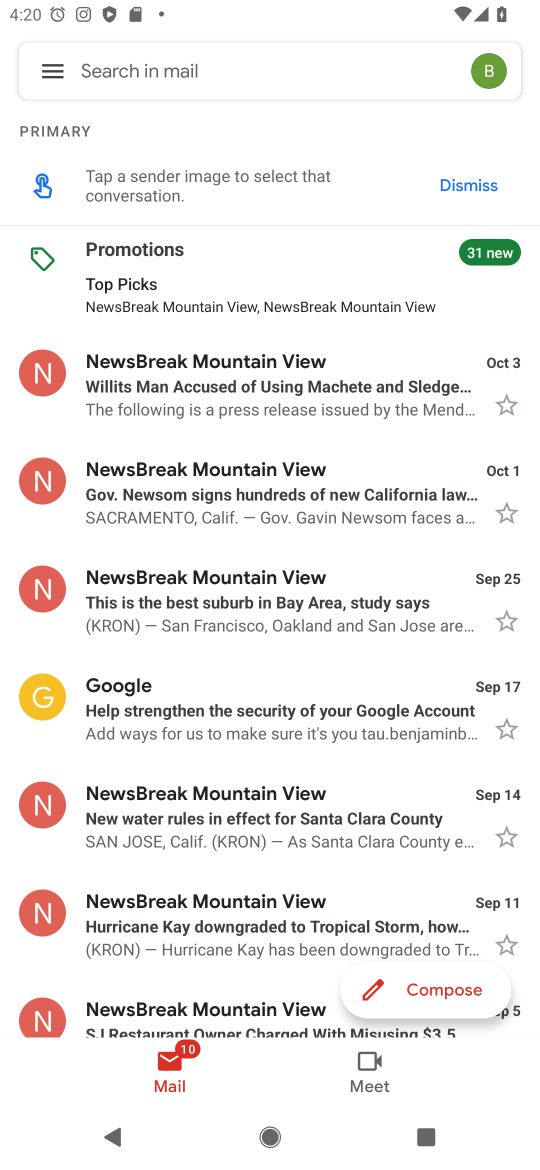 4:20
Search in mail
B
PRIMARY
Tap a sender image to select that
conversation.
Dismiss
Promotions
31 new
Top Picks
NewsBreak Mountain View, NewsBreak Mountain View
N
NewsBreak Mountain View
Oct 3
Willits Man Accused of Using Machete and Sledge...
The following is a press release issued by the Mend...
N
NewsBreak Mountain View
Oct 1
Gov. Newsom signs hundreds of new California law...
SACRAMENTO, Calif. — Gov. Gavin Newsom faces a...
N
NewsBreak Mountain View
Sep 25
This is the best suburb in Bay Area, study says
(KRON) — San Francisco, Oakland and San Jose are...
G
Google
Sep 17
Help strengthen the security of your Google Account
Add ways for us to make sure it's you tau.benjaminb...
N
NewsBreak Mountain View
Sep 14
New water rules in effect for Santa Clara County
SAN JOSE, Calif. (KRON) — As Santa Clara County e...
N
NewsBreak Mountain View
Sep 11
Hurricane Kay downgraded to Tropical Storm, how...
(KRON) — Hurricane Kay has been downgraded to Tr...
Compose
N
NewsBreak Mountain View
5
SJ Restaurant Owner Charged With Misusing $3.5
10
Mail
Meet